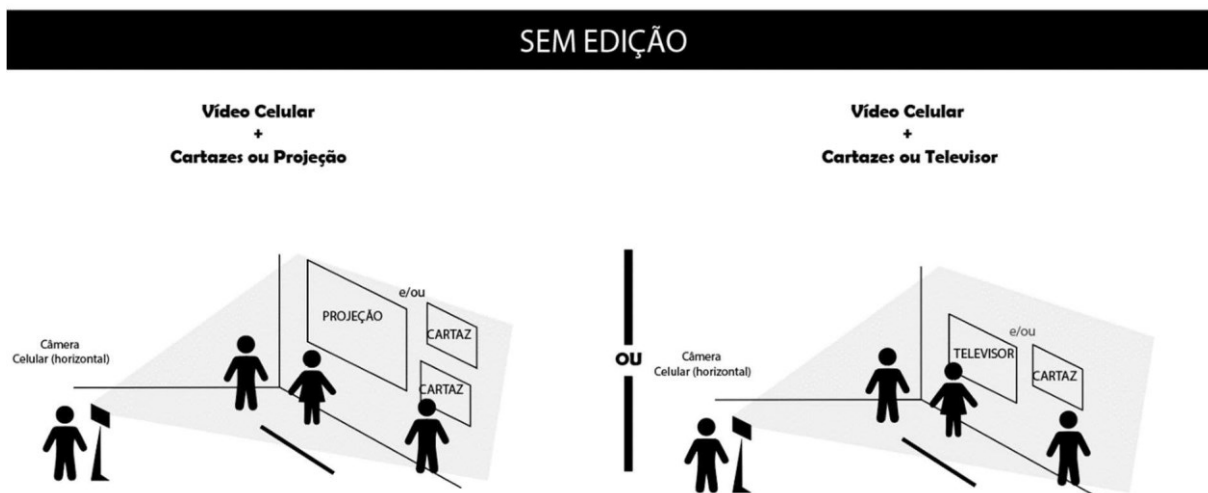 SEM EDIÇÃO
Vídeo Celular
+
Cartazes ou Projeção
Câmera
Celular (horizontal)
PROJEÇÃO
e/ou
CARTAZ
CARTAZ
OU
Vídeo Celular
+
Cartazes ou Televisor
Câmera
Celular (horizontal)
TELEVISOR
e/ou
CARTAZ